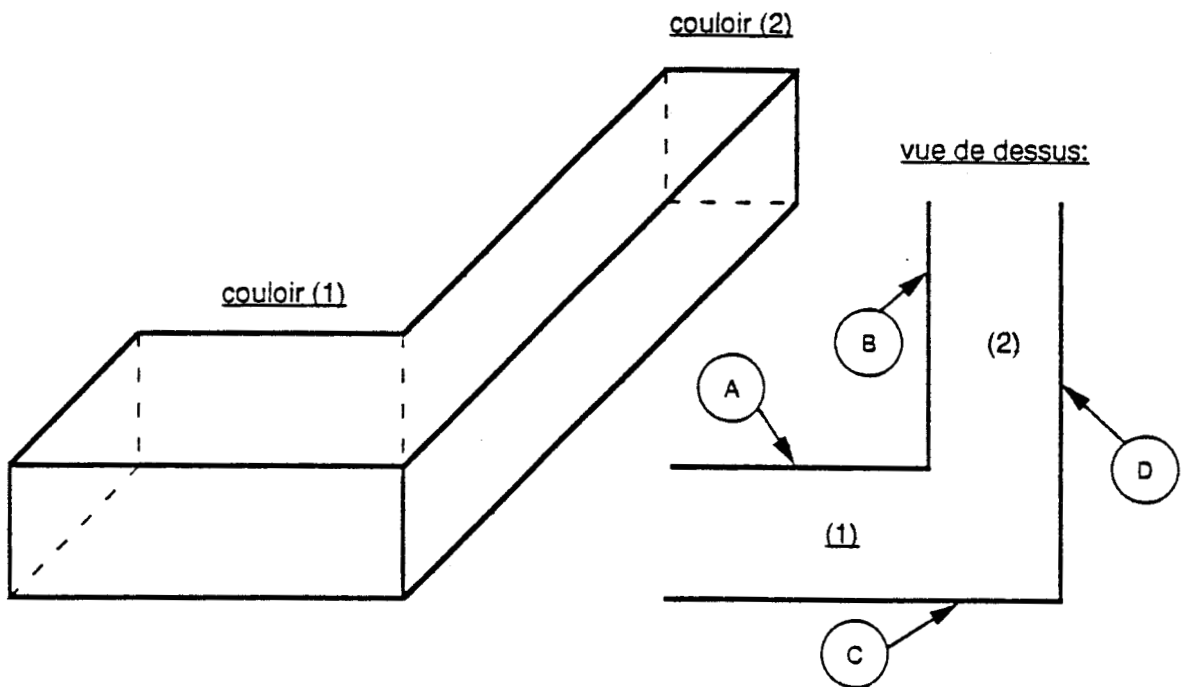 couloir (2)
vue de dessus:
couloir (1)
B
(2)
A
D
(1)
C